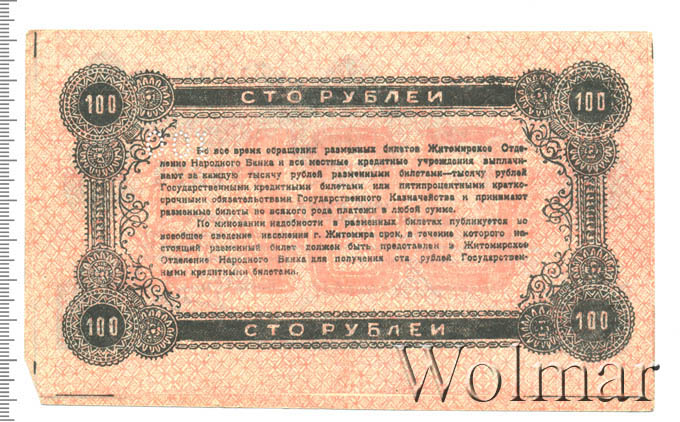 100 СТО РУБЛЕЙ 100
Во все время обращения разменных билетов Житомирское Отде-
ление Народного Банка и все местные кредитные учреждения выплачи-
вают за каждую тысячу рублей разменными билетами—тысячу рублей
Государственными кредитными билетами или пятипроцентными кратко-
срочными обязательствами Государственного Казначейства и принимают
разменные билеты во всякого рода платежи в любой сумме.
По миновании надобности в разменных билетах публикуется во
всеобщее сведение населения г. Житомира срок, в течение которого на-
стоящий разменный билет должен быть представлен в Житомирское
Отделение Народного Банка для получения ста рублей Государствен-
ными кредитными билетами.
100 СТО РУБЛЕЙ 100
Wolmar